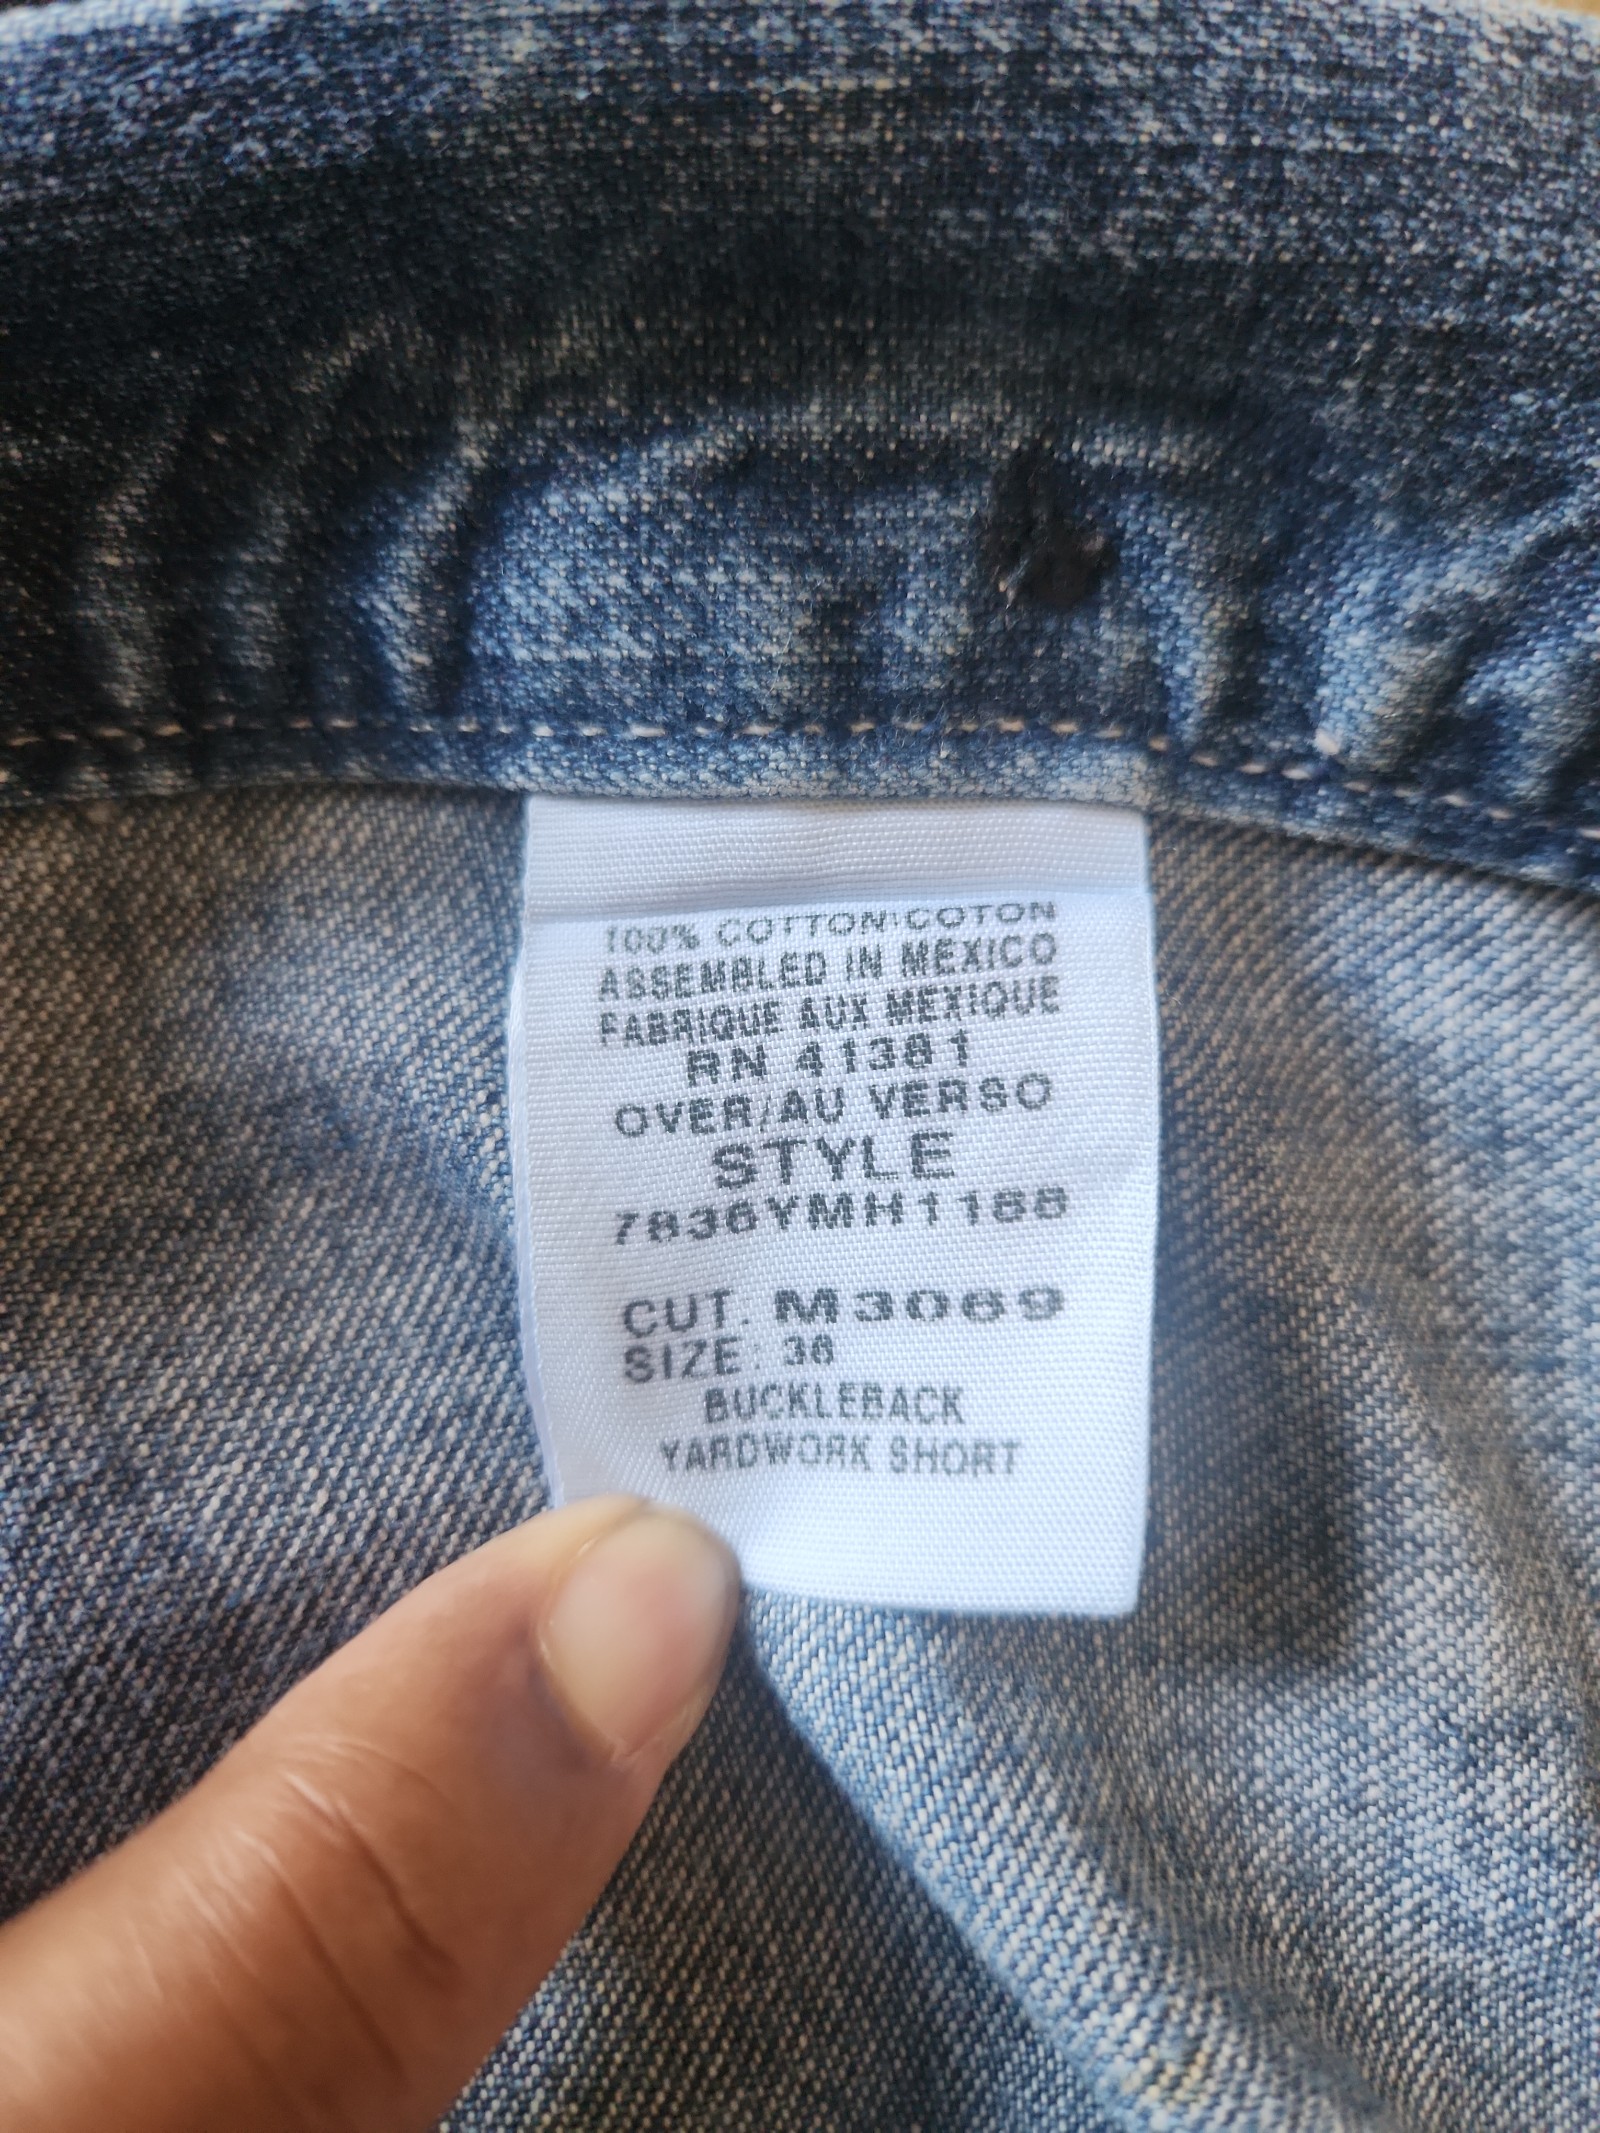 100% COTTON:COTON
ASSEMBLED IN MEXICO
FABRIQUE AUX MEXIQUE
RN 41381
OVER/AU VERSO
STYLE
7836YMH1188
CUT. M3069
SIZE: 36
BUCKLEBACK
YARDWORK SHORT